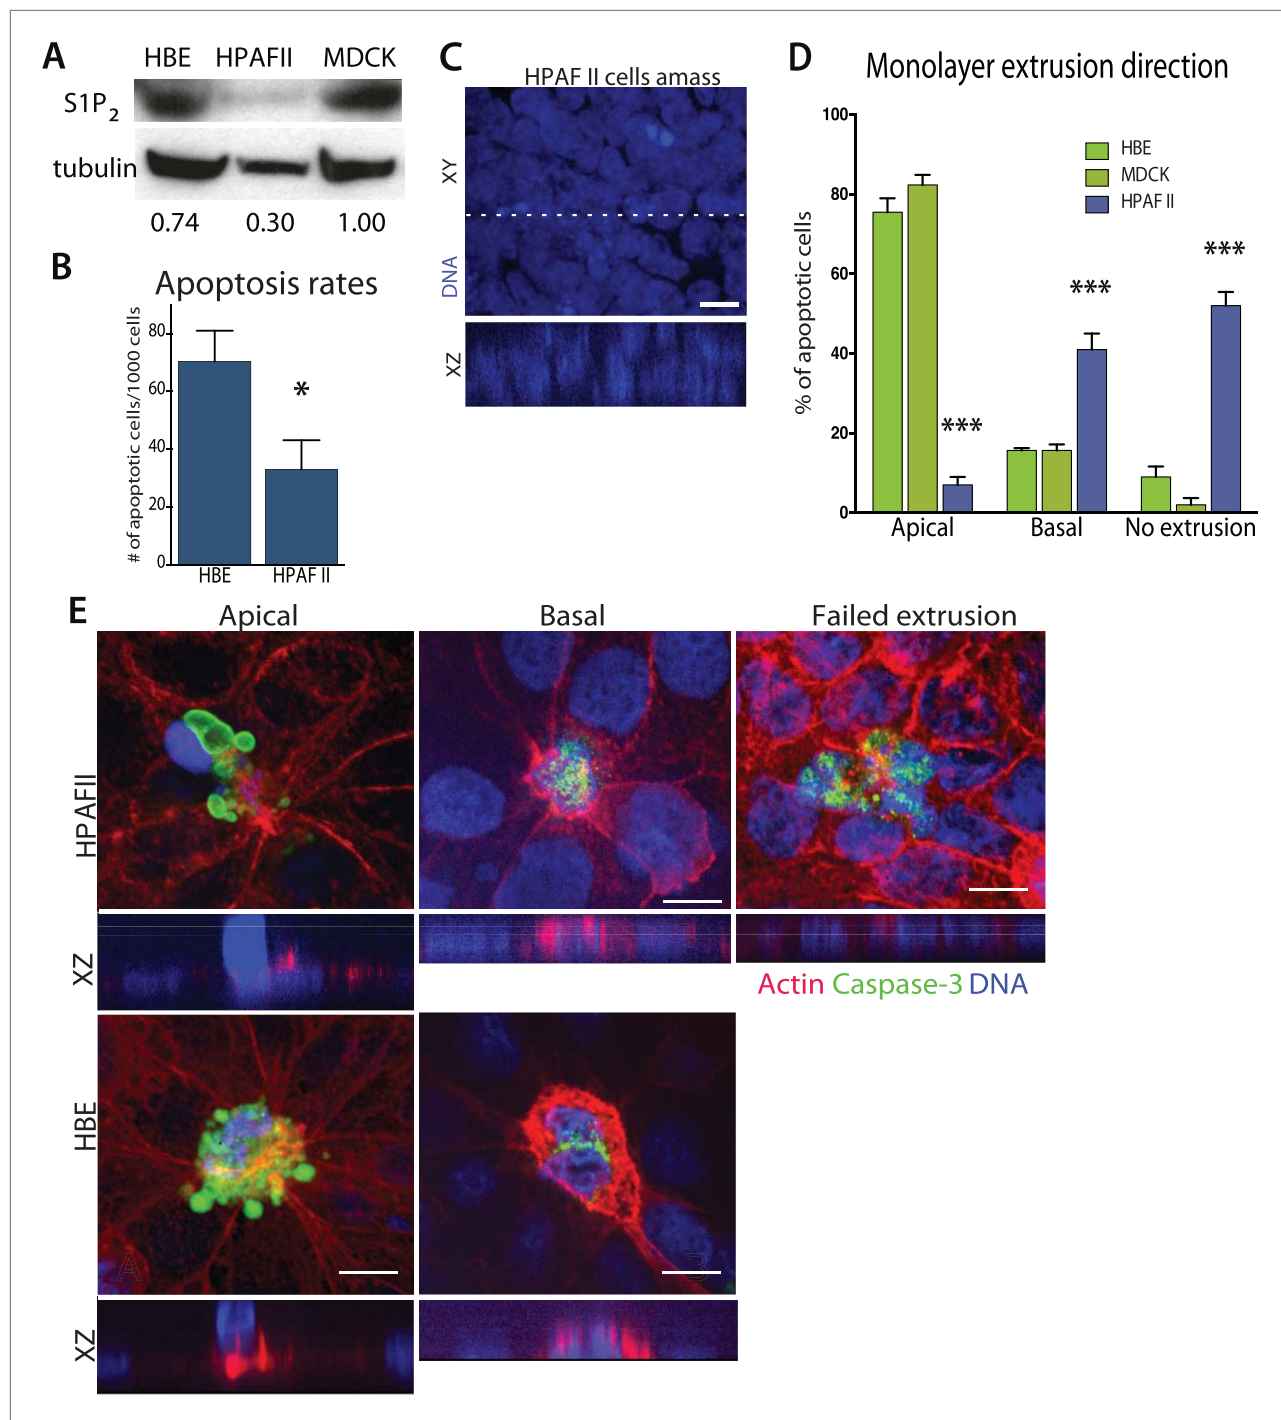 A
HBE HPAFII MDCK
S1P2
tubulin
0.74 0.30 1.00
B
Apoptosis rates
# of apoptotic cells/1000 cells
80
60
40
20
0
HBE HPAF II
*
C
HPAF II cells amass
XY
DNA
XZ
D
Monolayer extrusion direction
% of apoptotic cells
100
80
60
40
20
0
HBE
MDCK
HPAF II
***
***
***
Apical Basal No extrusion
E
Apical Basal Failed extrusion
HPAFII
XZ
Actin Caspase-3 DNA
HBE
A
B
XZ